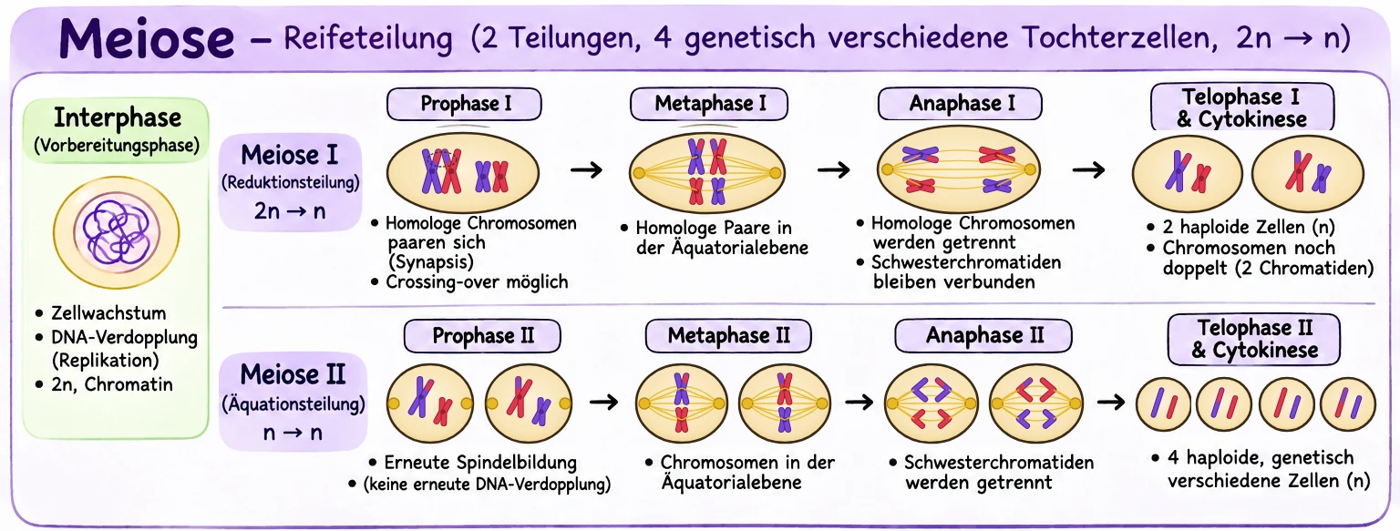 Meiose – Reifeteilung (2 Teilungen, 4 genetisch verschiedene Tochterzellen, 2n → n)
Interphase
(Vorbereitungsphase)
• Zellwachstum
• DNA-Verdopplung
(Replikation)
• 2n, Chromatin
Meiose I
(Reduktionsteilung)
2n → n
Prophase I
• Homologe Chromosomen
paaren sich
(Synapsis)
• Crossing-over möglich
Metaphase I
• Homologe Paare in
der Äquatorialebene
Anaphase I
• Homologe Chromosomen
werden getrennt
• Schwesterchromatiden
bleiben verbunden
Telophase I
& Cytokinese
• 2 haploide Zellen (n)
• Chromosomen noch
doppelt (2 Chromatiden)
Meiose II
(Äquationsteilung)
n → n
Prophase II
• Erneute Spindelbildung
• (keine erneute DNA-Verdopplung)
Metaphase II
• Chromosomen in der
Äquatorialebene
Anaphase II
• Schwesterchromatiden
werden getrennt
Telophase II
& Cytokinese
• 4 haploide, genetisch
verschiedene Zellen (n)